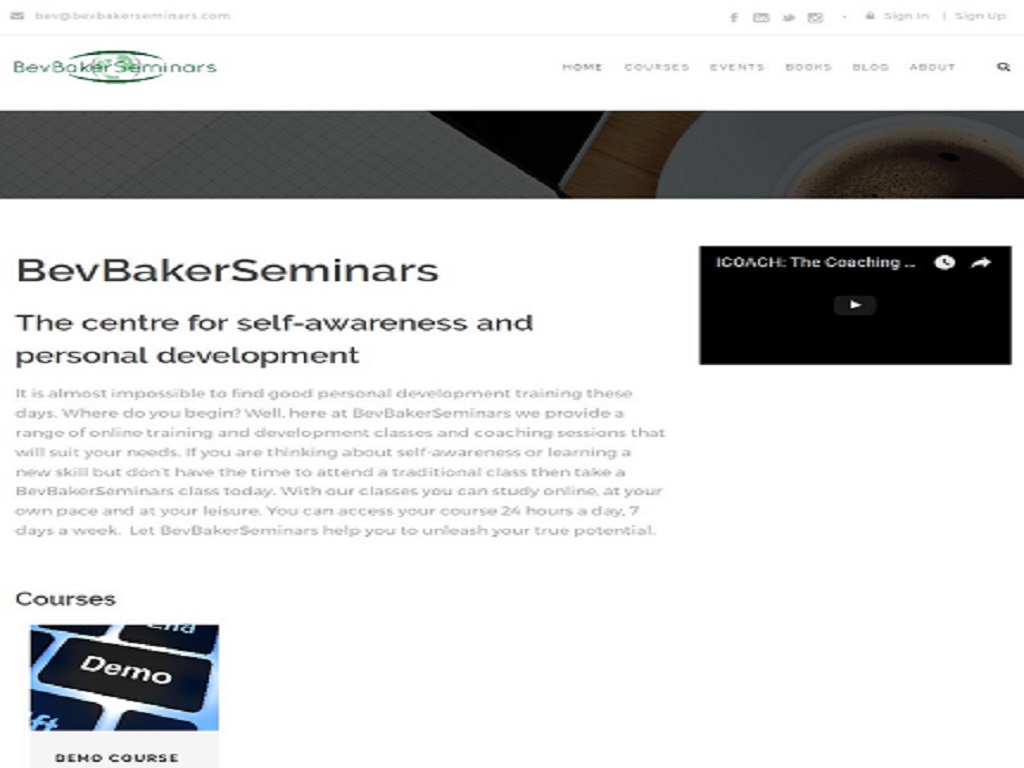 bev@bevbakerseminars.com
Sign In | Sign Up
BevBakerSeminars
HOME COURSES EVENTS BOOKS BLOG ABOUT
BevBakerSeminars
ICOACH: The Coaching ...
The centre for self-awareness and
personal development
It is almost impossible to find good personal development training these
days. Where do you begin? Well, here at BevBakerSeminars we provide a
range of online training and development classes and coaching sessions that
will suit your needs. If you are thinking about self-awareness or learning a
new skill but don't have the time to attend a traditional class then take a
BevBakerSeminars class today. With our classes you can study online, at your
own pace and at your leisure. You can access your course 24 hours a day, 7
days a week. Let BevBakerSeminars help you to unleash your true potential.
Courses
End
Demo
ift
DEMO COURSE